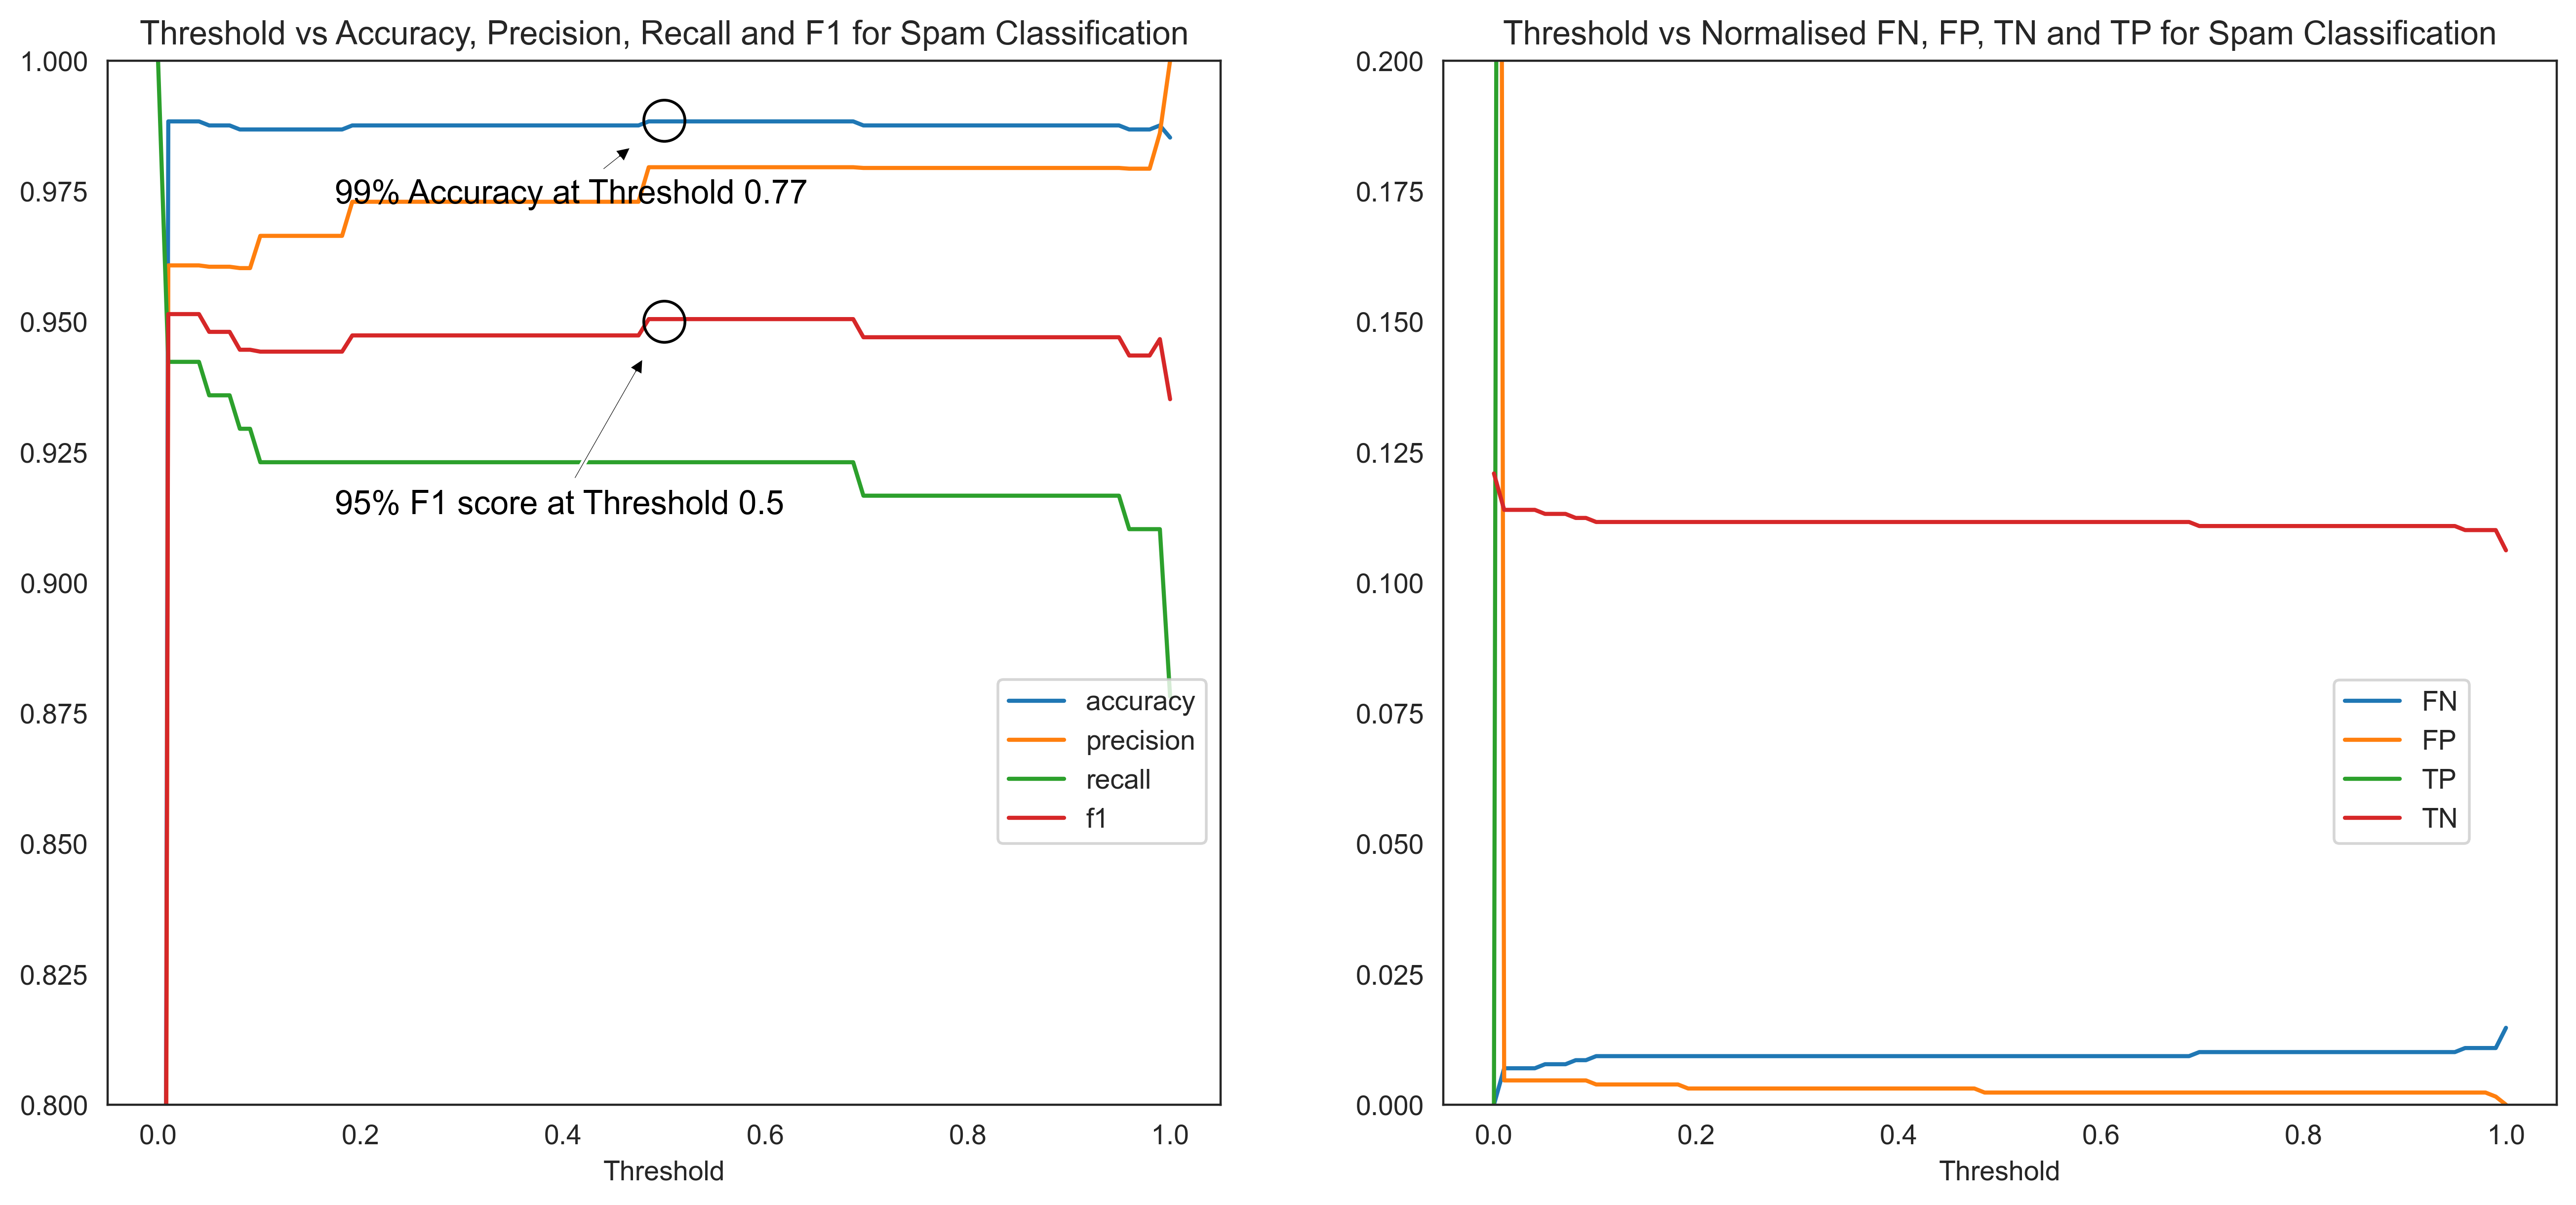 Threshold vs Accuracy, Precision, Recall and F1 for Spam Classification
1.000
0.975
0.950
0.925
0.900
0.875
0.850
0.825
0.800
99% Accuracy at Threshold 0.77
95% F1 score at Threshold 0.5
accuracy
precision
recall
f1
0.0 0.2 0.4 0.6 0.8 1.0
Threshold
Threshold vs Normalised FN, FP, TN and TP for Spam Classification
0.200
0.175
0.150
0.125
0.100
0.075
0.050
0.025
0.000
FN
FP
TP
TN
0.0 0.2 0.4 0.6 0.8 1.0
Threshold